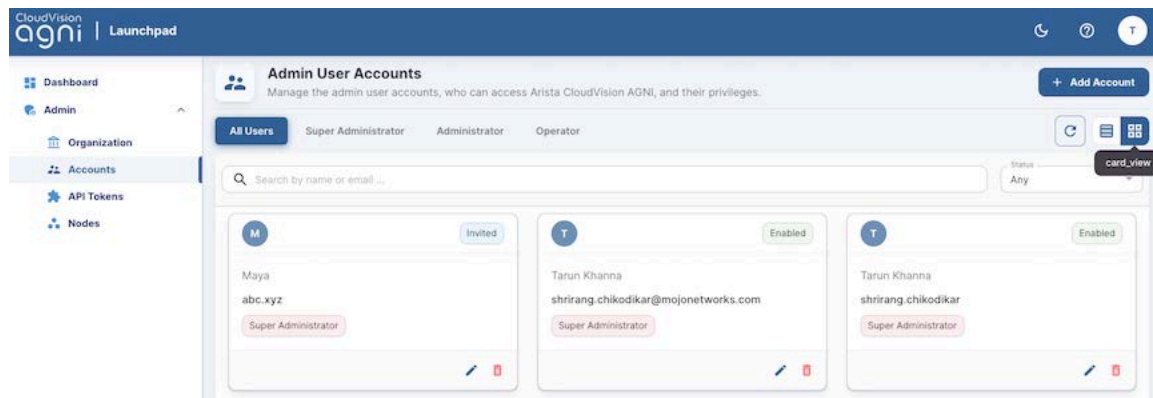 CloudVision
agni | Launchpad
T
Dashboard
Admin
Organization
Accounts
API Tokens
Nodes
Admin User Accounts
Manage the admin user accounts, who can access Arista CloudVision AGNI, and their privileges.
+ Add Account
All Users Super Administrator Administrator Operator
card_view
Search by name or email ...
Status
Any
M Invited
Maya
abc.xyz
Super Administrator
T Enabled
Tarun Khanna
shrirang.chikodikar@mojonetworks.com
Super Administrator
T Enabled
Tarun Khanna
shrirang.chikodikar
Super Administrator